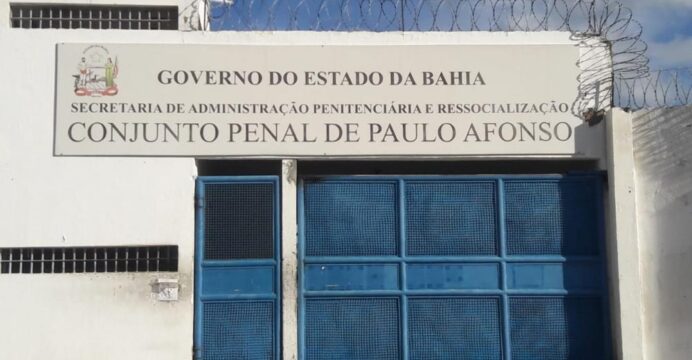 GOVERNO DO ESTADO DA BAHIA
SECRETARIA DE ADMINISTRAÇÃO PENITENCIÁRIA E RESSOCIALIZAÇÃO
CONJUNTO PENAL DE PAULO AFONSO